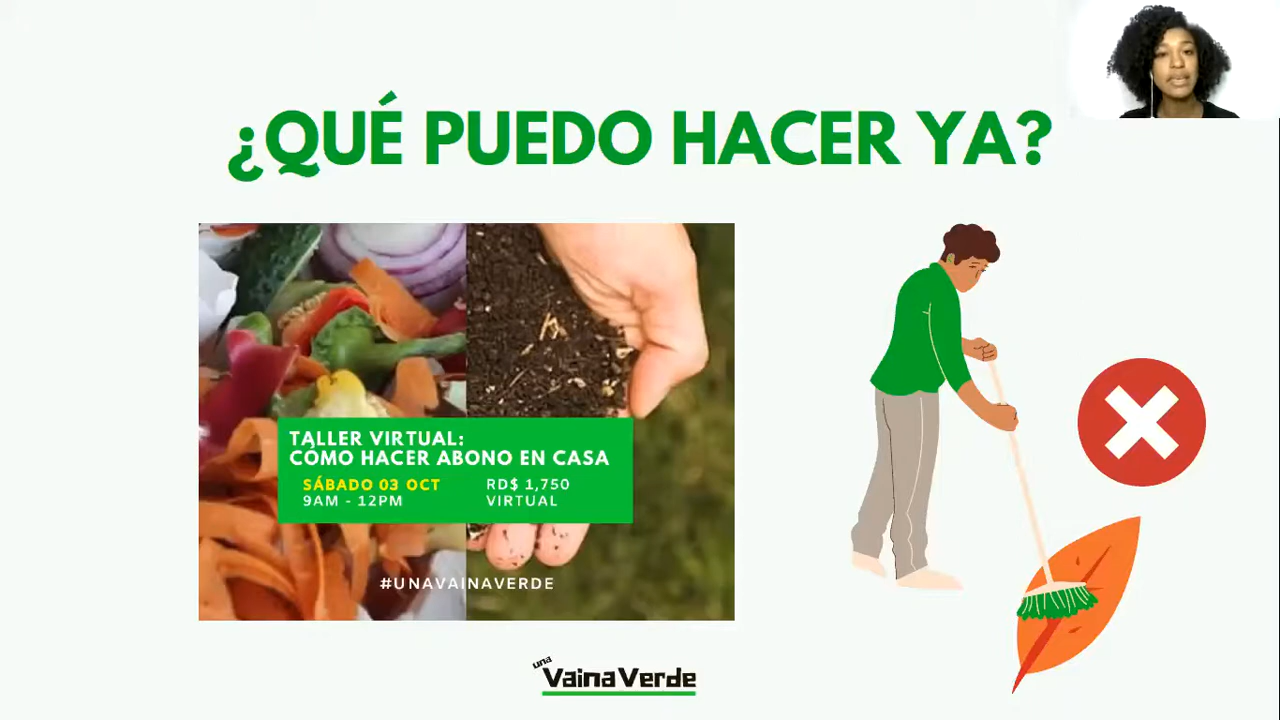 ¿QUÉ PUEDO HACER YA?
TALLER VIRTUAL:
CÓMO HACER ABONO EN CASA
SÁBADO 03 OCT
9AM - 12PM
RD$ 1,750
VIRTUAL
#UNAVAINAVERDE
una
VainaVerde